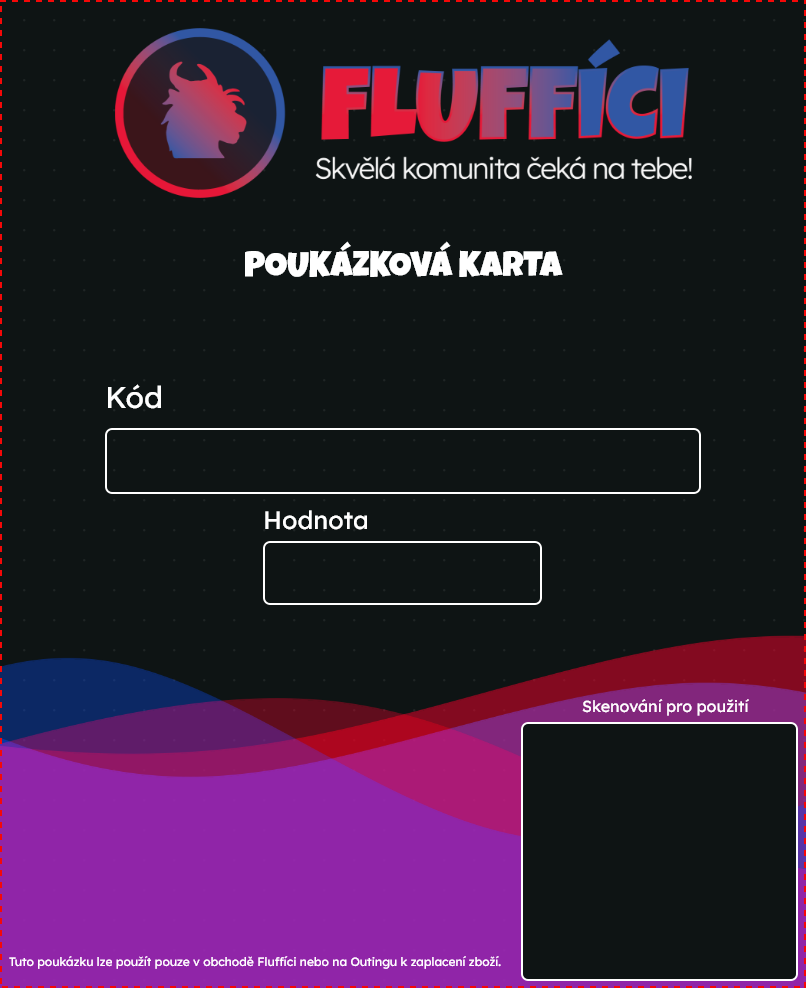 FLUFFÍCI
Skvělá komunita čeká na tebe!
POUKÁZKOVÁ KARTA
Kód
Hodnota
Skenování pro použití
Tuto poukázku lze použít pouze v obchodě Fluffíci nebo na Outingu k zaplacení zboží.